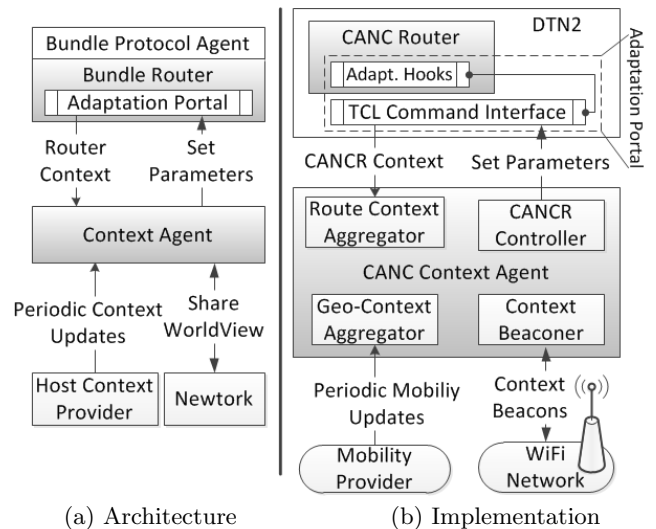 Bundle Protocol Agent
Bundle Router
Adaptation Portal
Router
Context
Set
Parameters
Context Agent
Periodic Context
Updates
Share
WorldView
Host Context
Provider
Newtork
(a) Architecture
DTN2
CANC Router
Adapt. Hooks
TCL Command Interface
Adaptation
Portal
CANCR Context
Set Parameters
Route Context
Aggregator
CANCR
Controller
CANC Context Agent
Geo-Context
Aggregator
Context
Beaconer
Periodic Mobiliy
Updates
Context
Beacons
Mobility
Provider
WiFi
Network
(b) Implementation